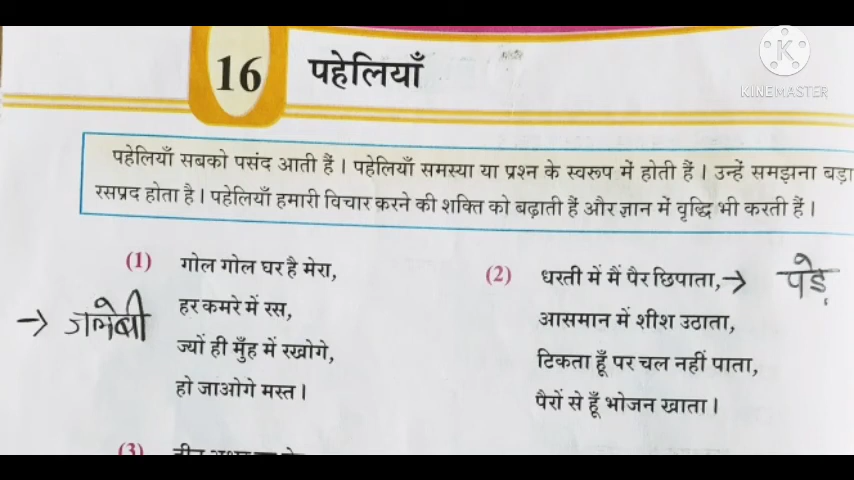 16 पहेलियाँ
KINEMASTER
पहेलियाँ सबको पसंद आती हैं । पहेलियाँ समस्या या प्रश्न के स्वरूप में होती हैं । उन्हें समझना बड़ा
रसप्रद होता है । पहेलियाँ हमारी विचार करने की शक्ति को बढ़ाती हैं और ज्ञान में वृद्धि भी करती हैं ।
(1) गोल गोल घर है मेरा,
हर कमरे में रस,
→ जलेबी
ज्यों ही मुँह में रखोगे,
हो जाओगे मस्त ।
(2) धरती में मैं पैर छिपाता, → पेड़
आसमान में शीश उठाता,
टिकता हूँ पर चल नहीं पाता,
पैरों से हूँ भोजन खाता ।
(3)